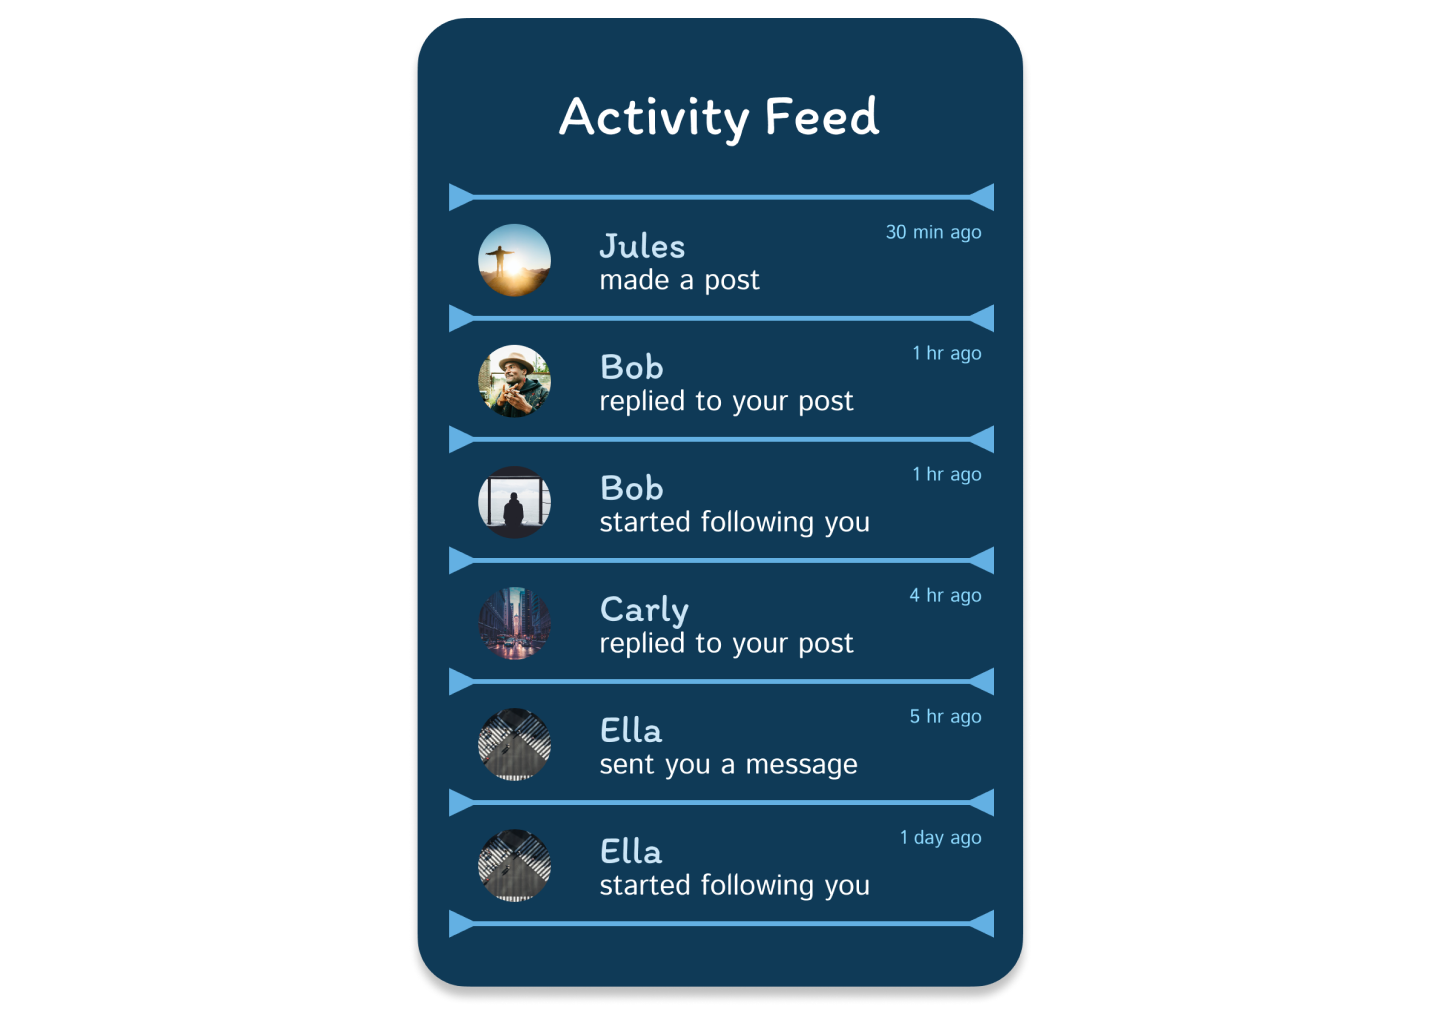 Activity Feed
30 min ago
Jules
made a post
1 hr ago
Bob
replied to your post
1 hr ago
Bob
started following you
4 hr ago
Carly
replied to your post
5 hr ago
Ella
sent you a message
1 day ago
Ella
started following you